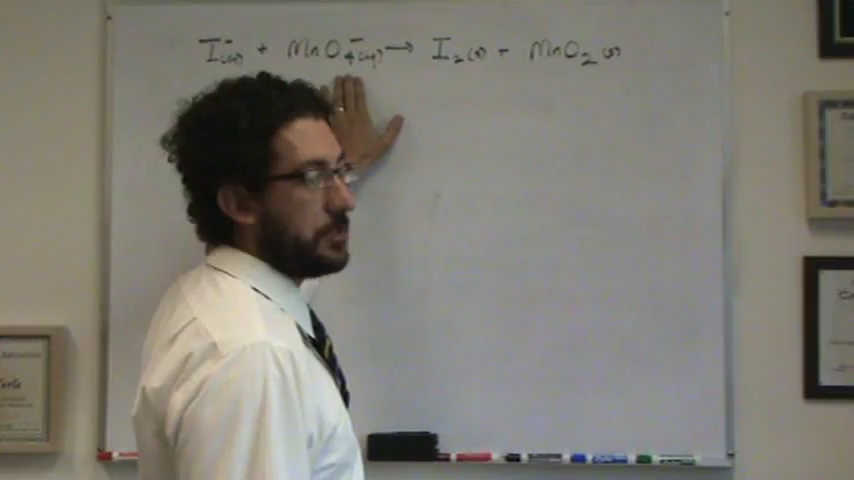 I⁻(aq) + MnO₄⁻(aq) → I₂(s) + MnO₂(s)